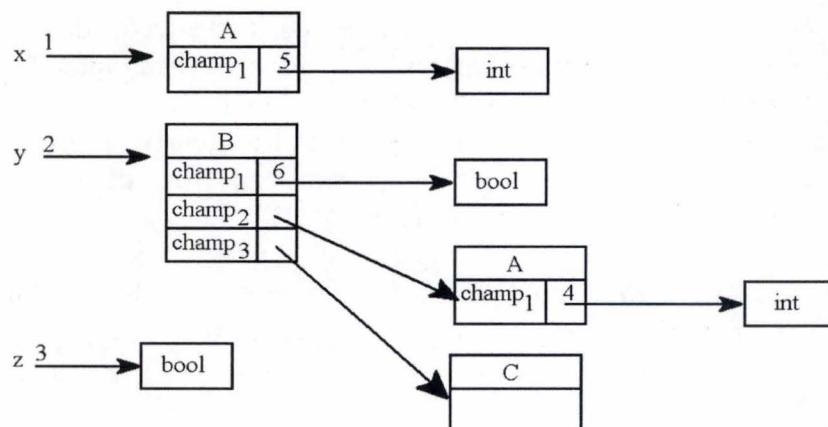 A
x 1
champ1 5
int
B
y 2
champ1 6
bool
champ2
champ3
A
champ1 4
int
z 3
bool
C